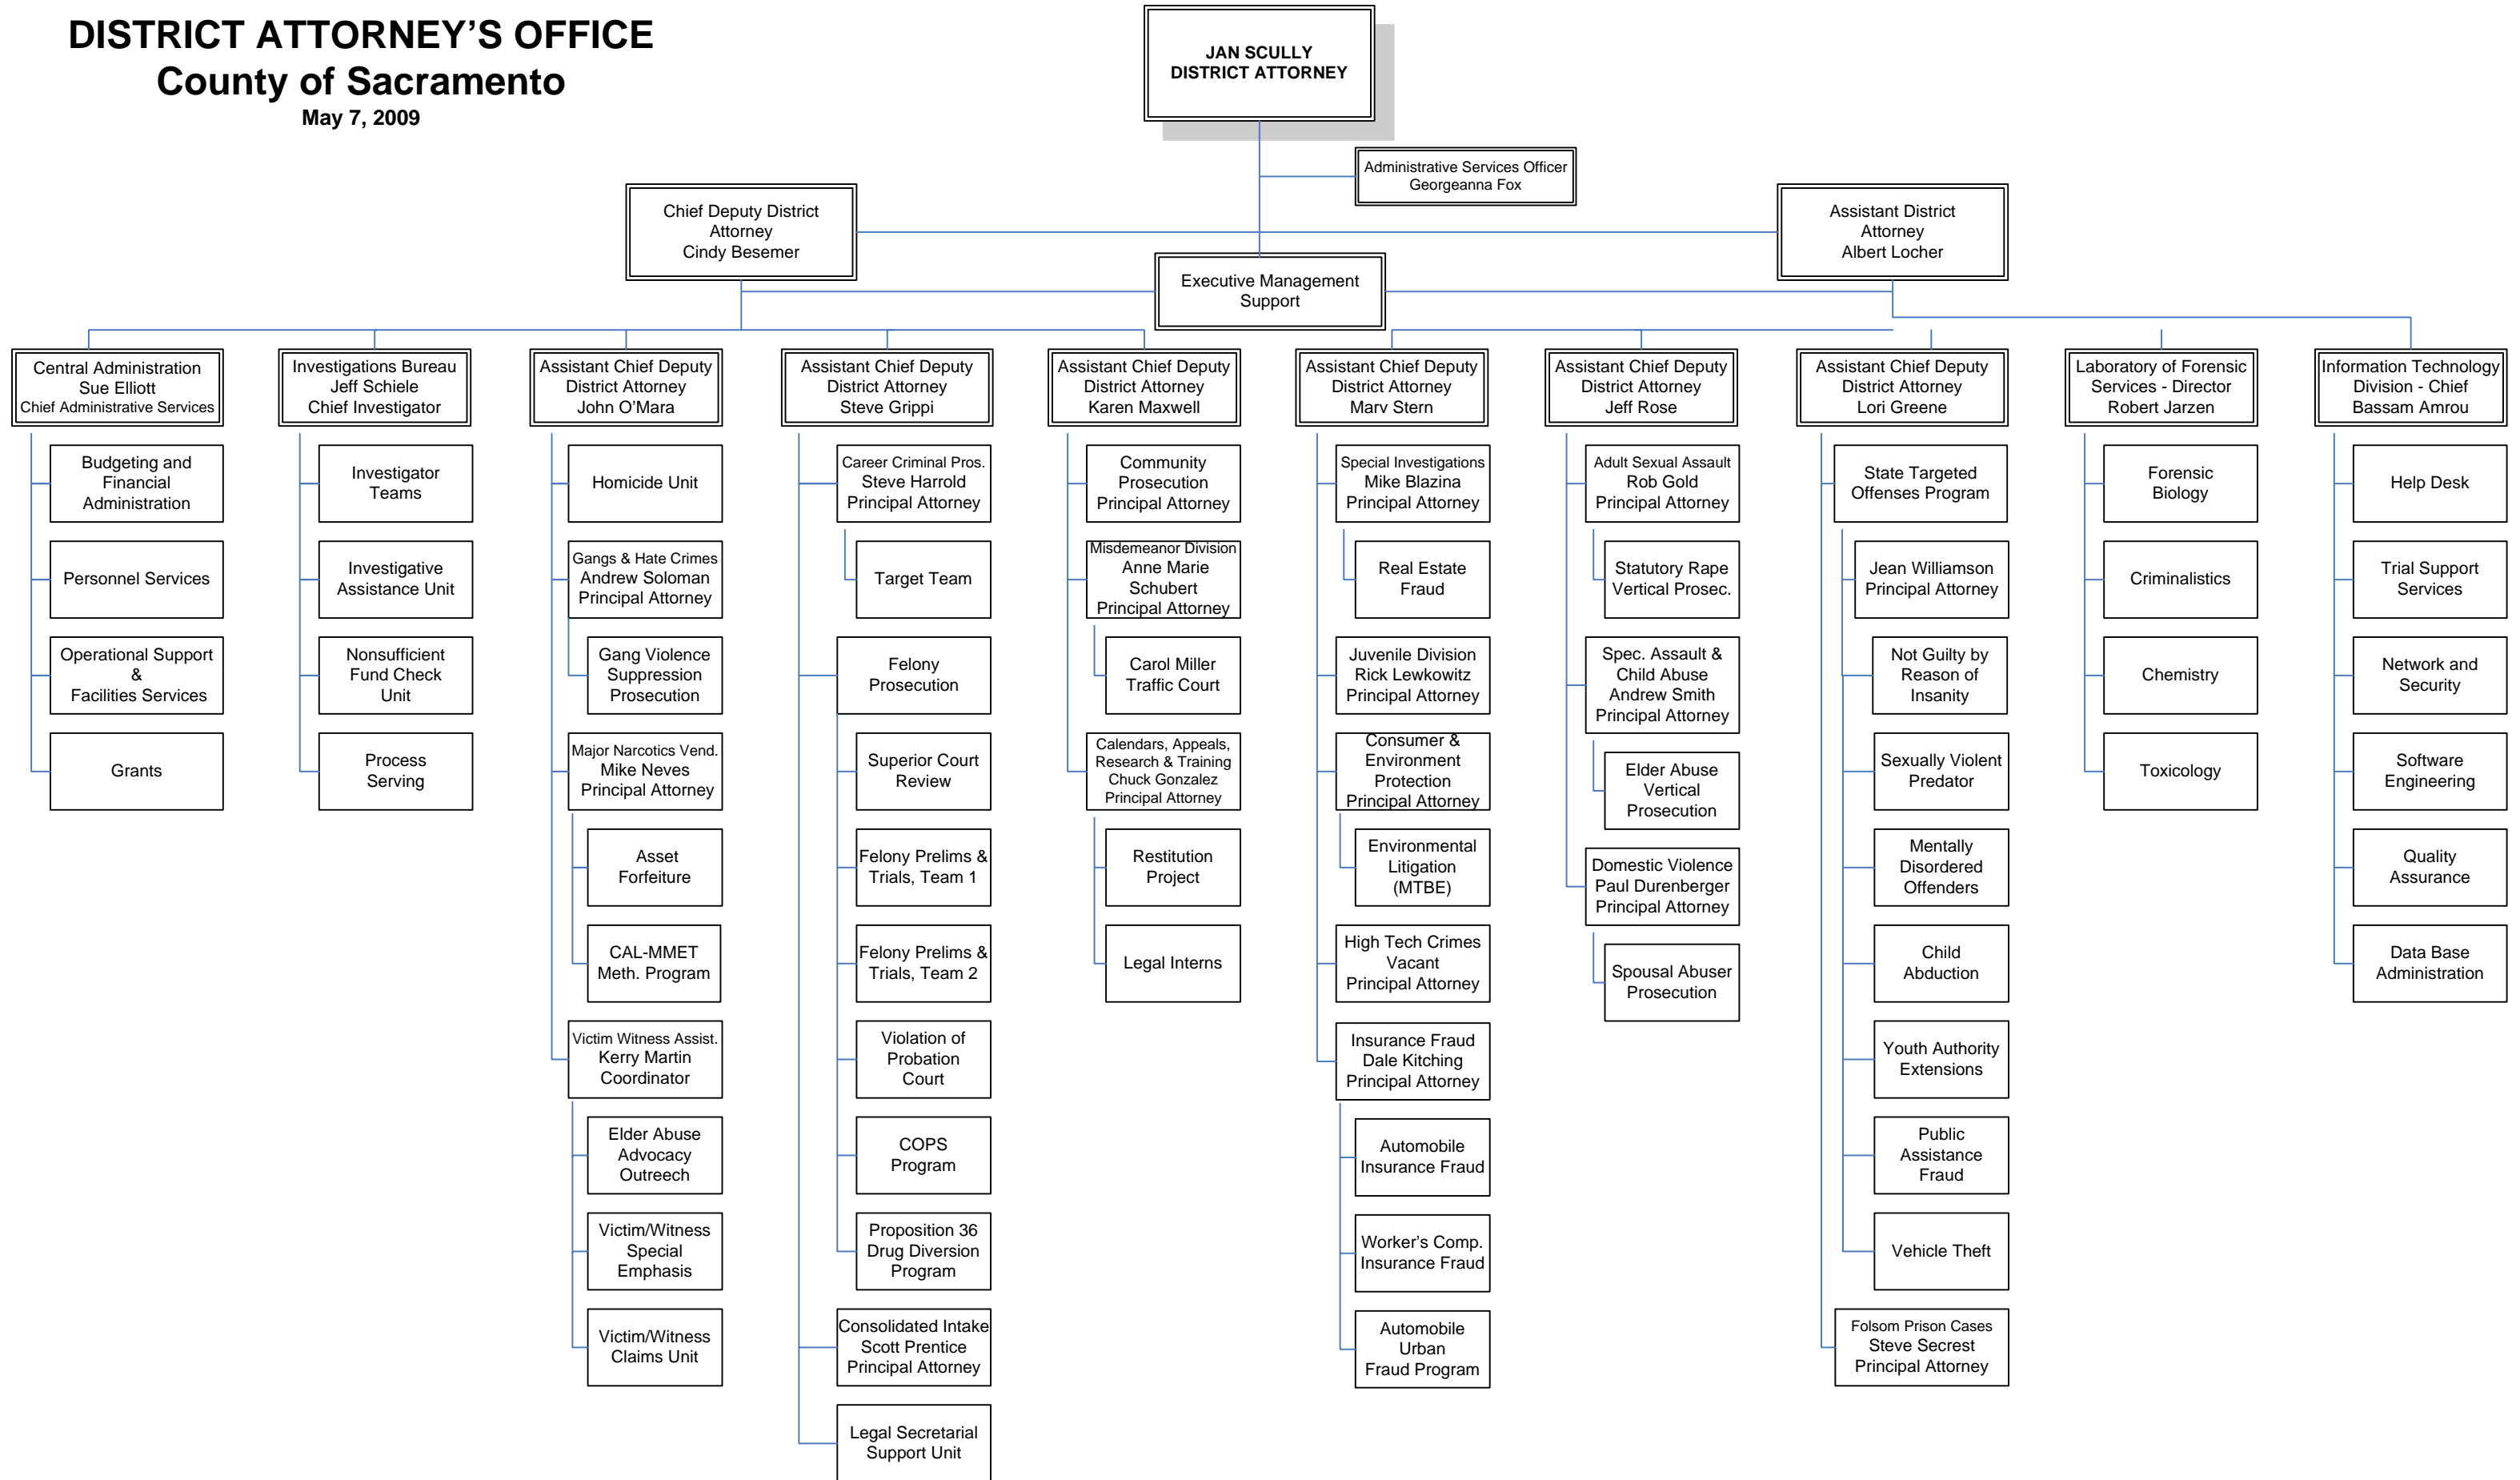 DISTRICT ATTORNEY’S OFFICE
County of Sacramento
May 7, 2009
JAN SCULLY
DISTRICT ATTORNEY
Administrative Services Officer
Georgeanna Fox
Chief Deputy District
Attorney
Cindy Besemer
Assistant District
Attorney
Albert Locher
Executive Management
Support
Central Administration
Sue Elliott
Chief Administrative Services
Budgeting and
Financial
Administration
Personnel Services
Operational Support
&
Facilities Services
Grants
Investigations Bureau
Jeff Schiele
Chief Investigator
Investigator
Teams
Investigative
Assistance Unit
Nonsufficient
Fund Check
Unit
Process
Serving
Assistant Chief Deputy
District Attorney
John O’Mara
Homicide Unit
Gangs & Hate Crimes
Andrew Soloman
Principal Attorney
Gang Violence
Suppression
Prosecution
Major Narcotics Vend.
Mike Neves
Principal Attorney
Asset
Forfeiture
CAL-MMET
Meth. Program
Victim Witness Assist.
Kerry Martin
Coordinator
Elder Abuse
Advocacy
Outreech
Victim/Witness
Special
Emphasis
Victim/Witness
Claims Unit
Assistant Chief Deputy
District Attorney
Steve Grippi
Career Criminal Pros.
Steve Harrold
Principal Attorney
Target Team
Felony
Prosecution
Superior Court
Review
Felony Prelims &
Trials, Team 1
Felony Prelims &
Trials, Team 2
Violation of
Probation
Court
COPS
Program
Proposition 36
Drug Diversion
Program
Consolidated Intake
Scott Prentice
Principal Attorney
Legal Secretarial
Support Unit
Assistant Chief Deputy
District Attorney
Karen Maxwell
Community
Prosecution
Principal Attorney
Misdemeanor Division
Anne Marie
Schubert
Principal Attorney
Carol Miller
Traffic Court
Calendars, Appeals,
Research & Training
Chuck Gonzalez
Principal Attorney
Restitution
Project
Legal Interns
Assistant Chief Deputy
District Attorney
Marv Stern
Special Investigations
Mike Blazina
Principal Attorney
Real Estate
Fraud
Juvenile Division
Rick Lewkowitz
Principal Attorney
Consumer &
Environment
Protection
Principal Attorney
Environmental
Litigation
(MTBE)
High Tech Crimes
Vacant
Principal Attorney
Insurance Fraud
Dale Kitching
Principal Attorney
Automobile
Insurance Fraud
Worker’s Comp.
Insurance Fraud
Automobile
Urban
Fraud Program
Assistant Chief Deputy
District Attorney
Jeff Rose
Adult Sexual Assault
Rob Gold
Principal Attorney
Statutory Rape
Vertical Prosec.
Spec. Assault &
Child Abuse
Andrew Smith
Principal Attorney
Elder Abuse
Vertical
Prosecution
Domestic Violence
Paul Durenberger
Principal Attorney
Spousal Abuser
Prosecution
Assistant Chief Deputy
District Attorney
Lori Greene
State Targeted
Offenses Program
Jean Williamson
Principal Attorney
Not Guilty by
Reason of
Insanity
Sexually Violent
Predator
Mentally
Disordered
Offenders
Child
Abduction
Youth Authority
Extensions
Public
Assistance
Fraud
Vehicle Theft
Folsom Prison Cases
Steve Secrest
Principal Attorney
Laboratory of Forensic
Services - Director
Robert Jarzen
Forensic
Biology
Criminalistics
Chemistry
Toxicology
Information Technology
Division - Chief
Bassam Amrou
Help Desk
Trial Support
Services
Network and
Security
Software
Engineering
Quality
Assurance
Data Base
Administration